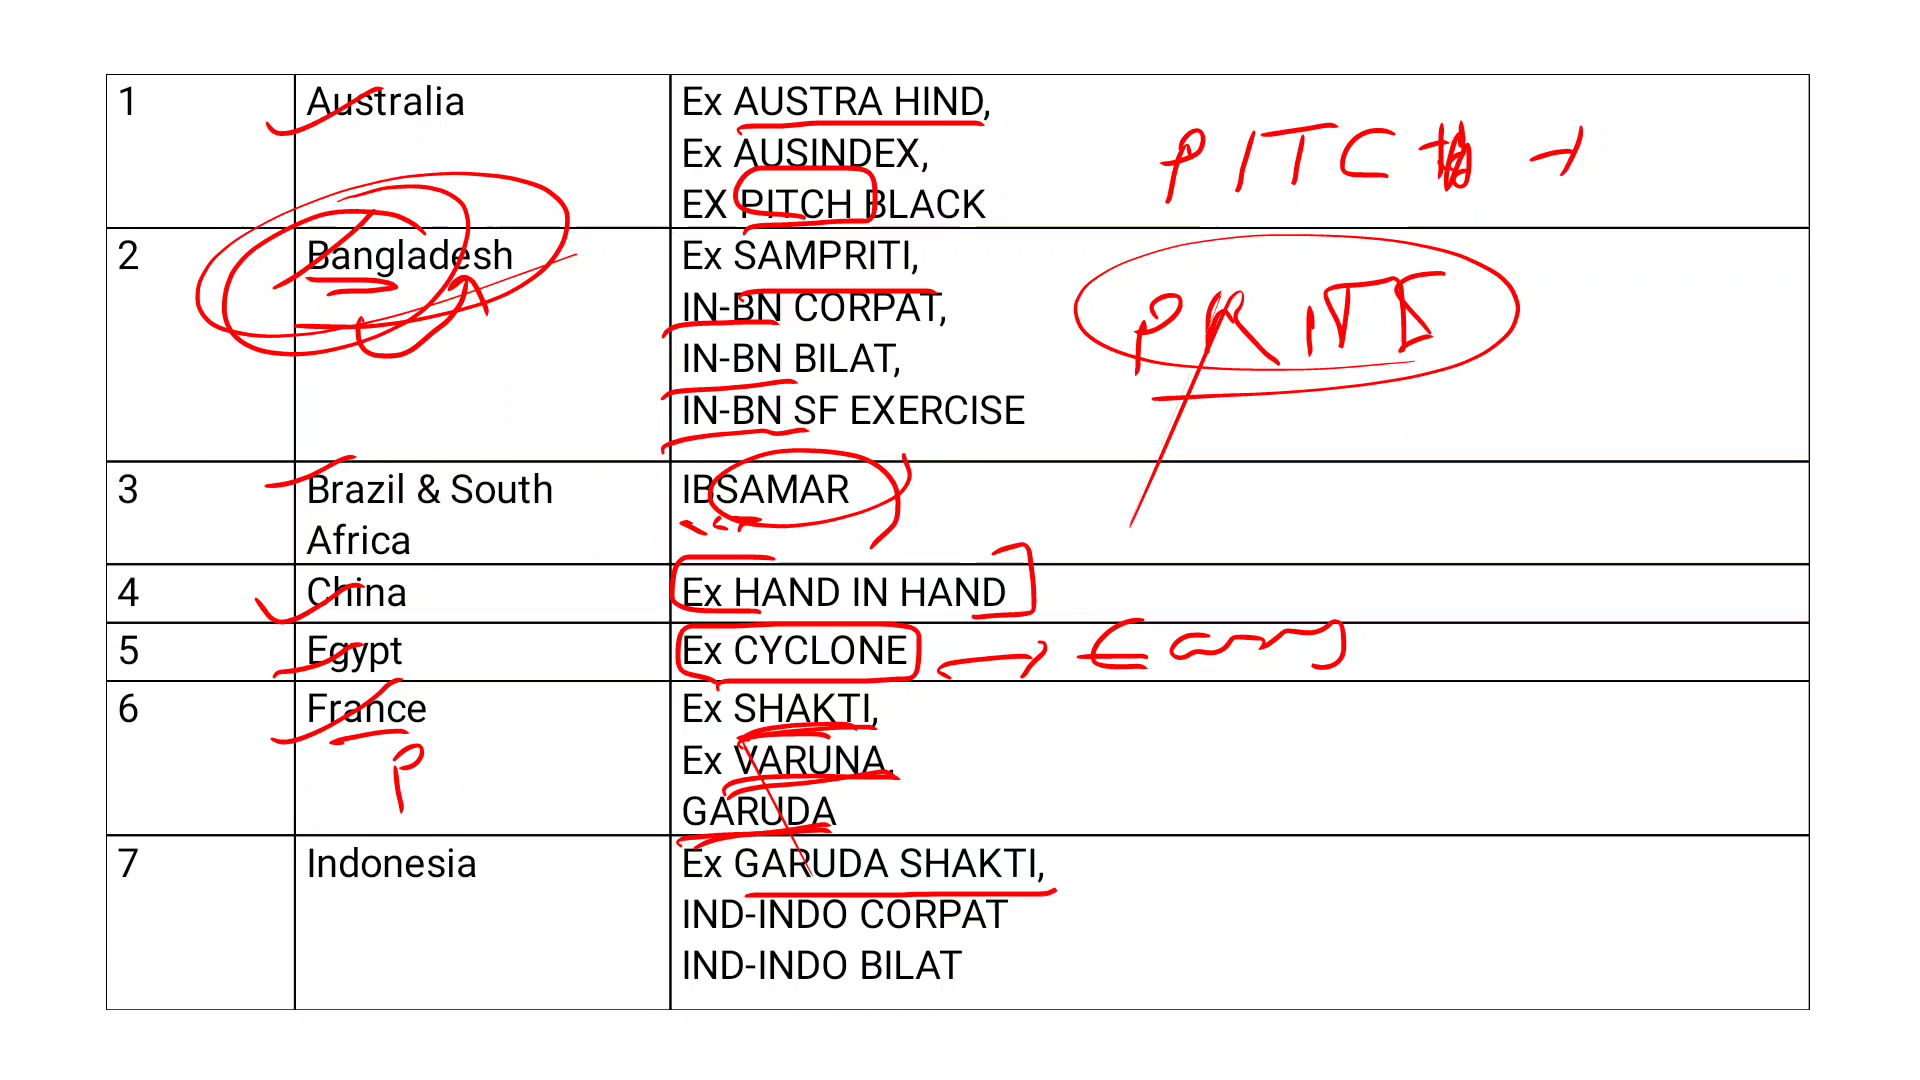 1 Australia Ex AUSTRA HIND,
Ex AUSINDEX,
EX PITCH BLACK
PITCH
2 Bangladesh Ex SAMPRITI,
IN-BN CORPAT,
IN-BN BILAT,
IN-BN SF EXERCISE
3 Brazil & South Africa IBSAMAR
4 China Ex HAND IN HAND
5 Egypt Ex CYCLONE
6 France Ex SHAKTI,
Ex VARUNA,
GARUDA
P
7 Indonesia Ex GARUDA SHAKTI,
IND-INDO CORPAT
IND-INDO BILAT